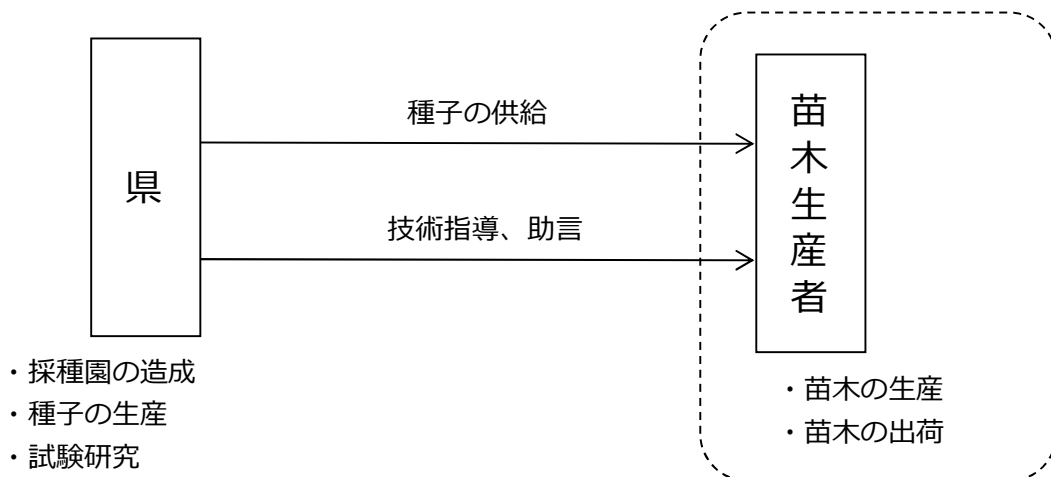 種子の供給
県
技術指導、助言
苗木生産者
・採種園の造成
・種子の生産
・試験研究
・苗木の生産
・苗木の出荷